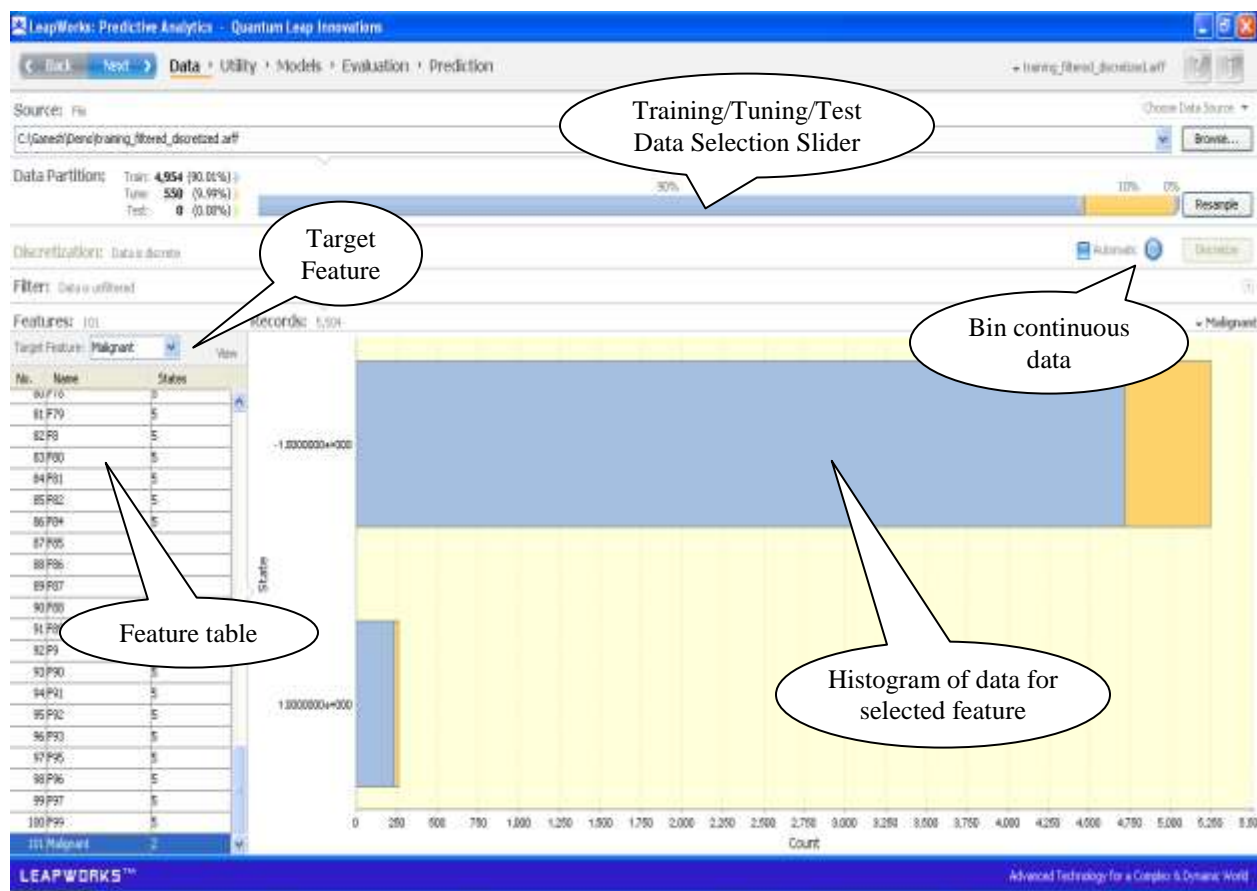 LeapWorks: Predictive Analytics - Quantum Leap Innovations
Back Next Data Utility Models Evaluation Prediction training_filtered_discretized.arff
Source: File Choose Data Source
C:\Ganesh\Demo\training_filtered_discretized.arff Browse...
Training/Tuning/Test
Data Selection Slider
Data Partition: Train: 4,954 (90.01%)
Tune: 550 (9.99%)
Test: 0 (0.00%)
90% 10% 0%
Resample
Target
Feature
Discretization: Data is discrete Automatic Discretize
Filter: Data is unfiltered
Features: 101 Records: 5,504 Malignant
Bin continuous
data
Target Feature: Malignant View
No. Name States
81 F79 5
82 F8 5
83 F80 5
84 F81 5
85 F82 5
86 F84 5
87 F85
88 F86
89 F87
90 F88
91
92 F9
93 F90 5
94 F91 5
95 F92 5
96 F93 5
97 F95 5
98 F96 5
99 F97 5
100 F99 5
101 Malignant 2
Feature table
-1.0000000e+000
State
1.0000000e+000
Histogram of data for
selected feature
0 250 500 750 1,000 1,250 1,500 1,750 2,000 2,250 2,500 2,750 3,000 3,250 3,500 3,750 4,000 4,250 4,500 4,750 5,000 5,250
Count
LEAPWORKS™ Advanced Technology for a Complex & Dynamic World